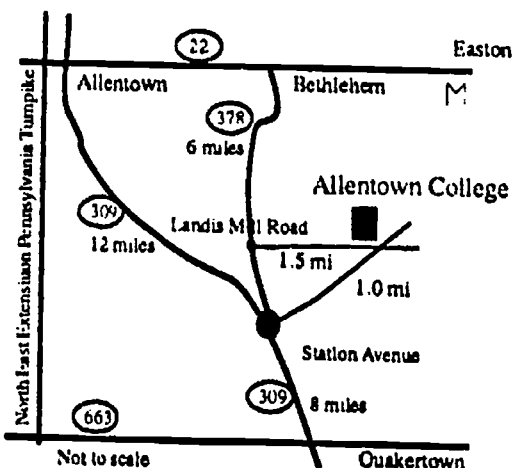 22
Easton
Allentown
Bethlehem
M
378
6 miles
Allentown College
309
Landis Mill Road
12 miles
1.5 mi
1.0 mi
Station Avenue
309
8 miles
663
Not to scale
Quakertown
North East Extensiuon Pennsylvania Turnpike